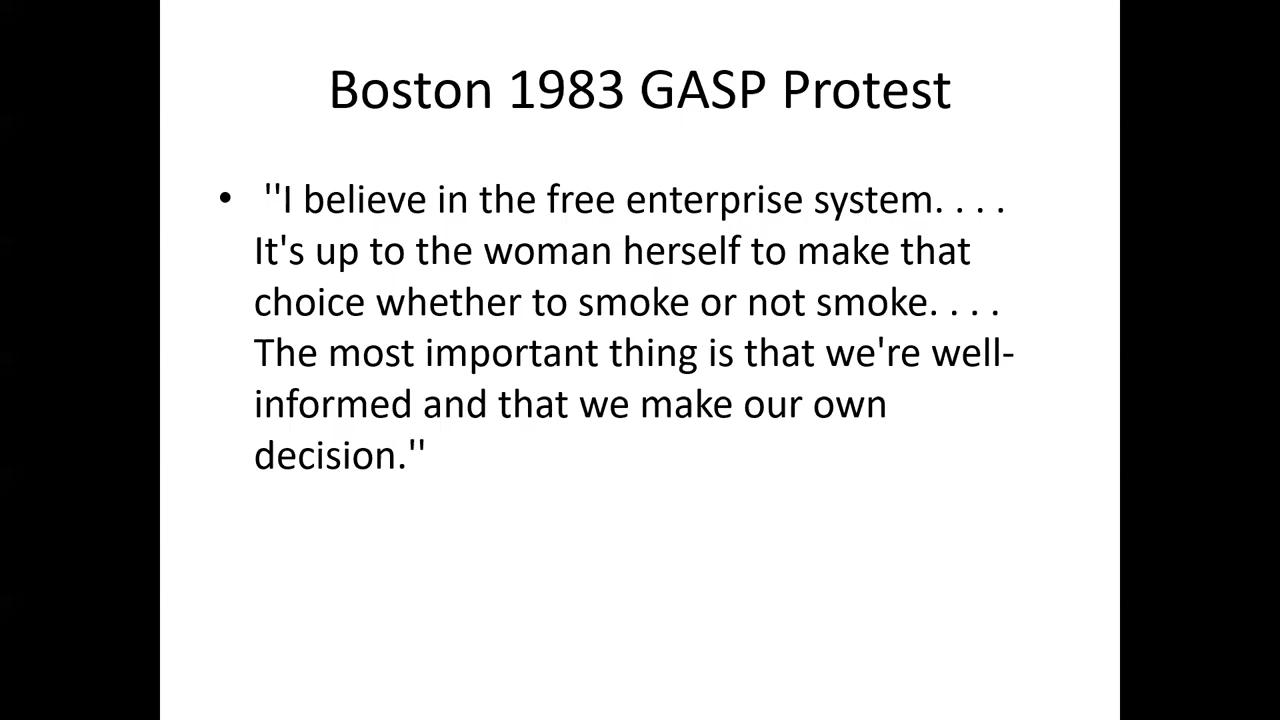 Boston 1983 GASP Protest
• "I believe in the free enterprise system. . . .
It's up to the woman herself to make that
choice whether to smoke or not smoke. . . .
The most important thing is that we're well-
informed and that we make our own
decision."